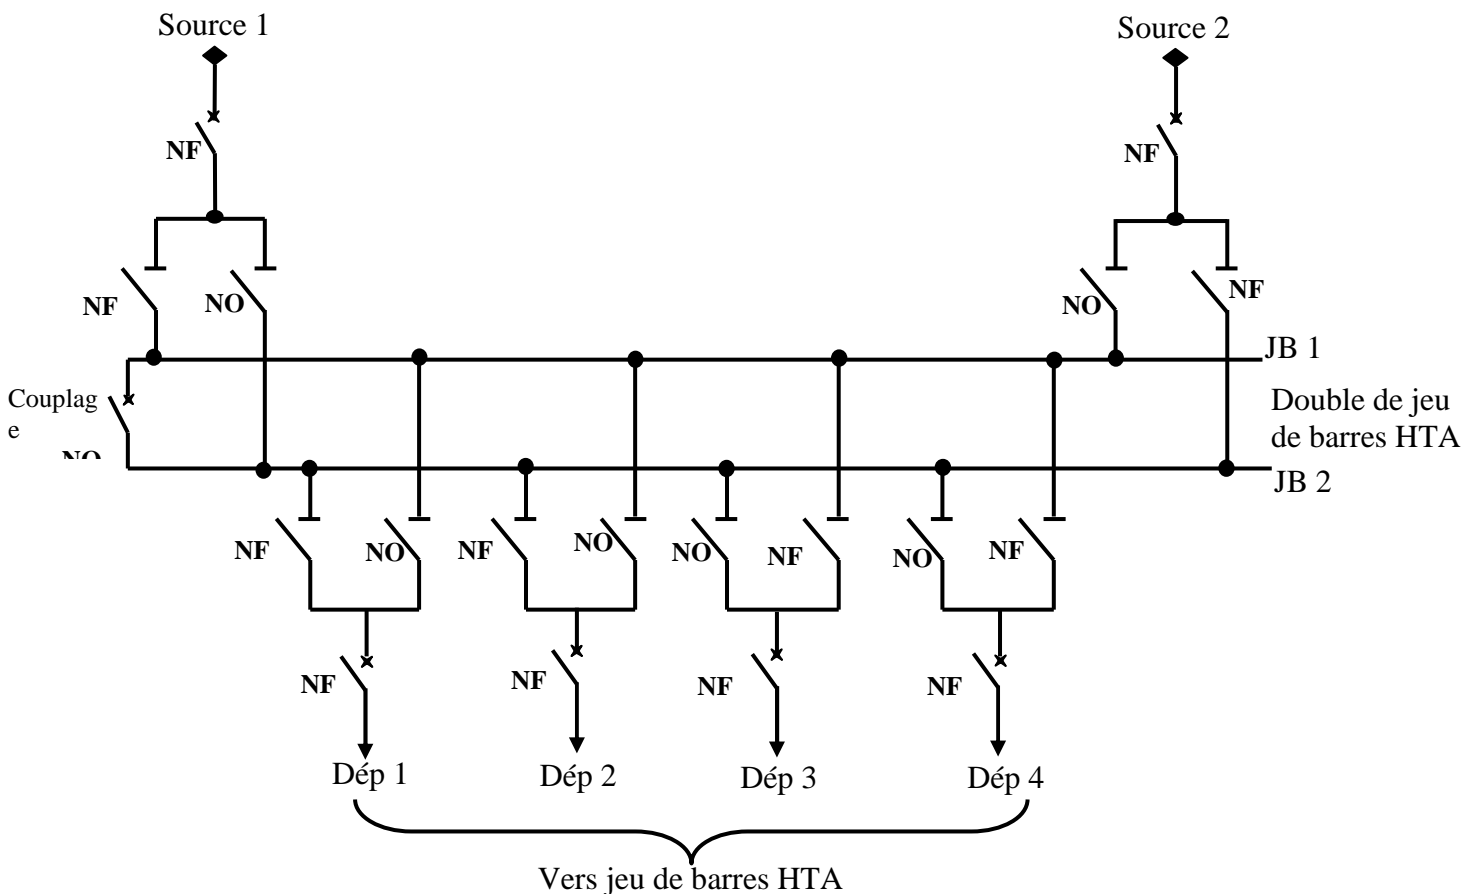 Source 1
Source 2
NF
NF
NF
NO
NO
NF
JB 1
Couplag
e
NO
Double de jeu
de barres HTA
JB 2
NF
NO
NF
NO
NO
NF
NO
NF
NF
NF
NF
NF
Dép 1
Dép 2
Dép 3
Dép 4
Vers jeu de barres HTA